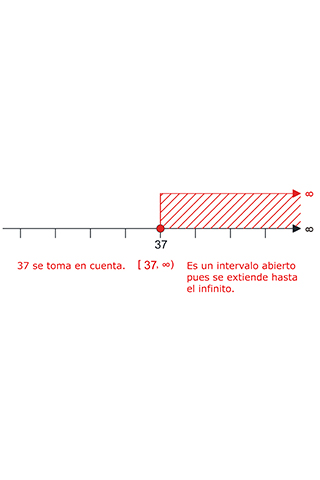 ∞
∞
37
37 se toma en cuenta. [ 37, ∞) Es un intervalo abierto
pues se extiende hasta
el infinito.